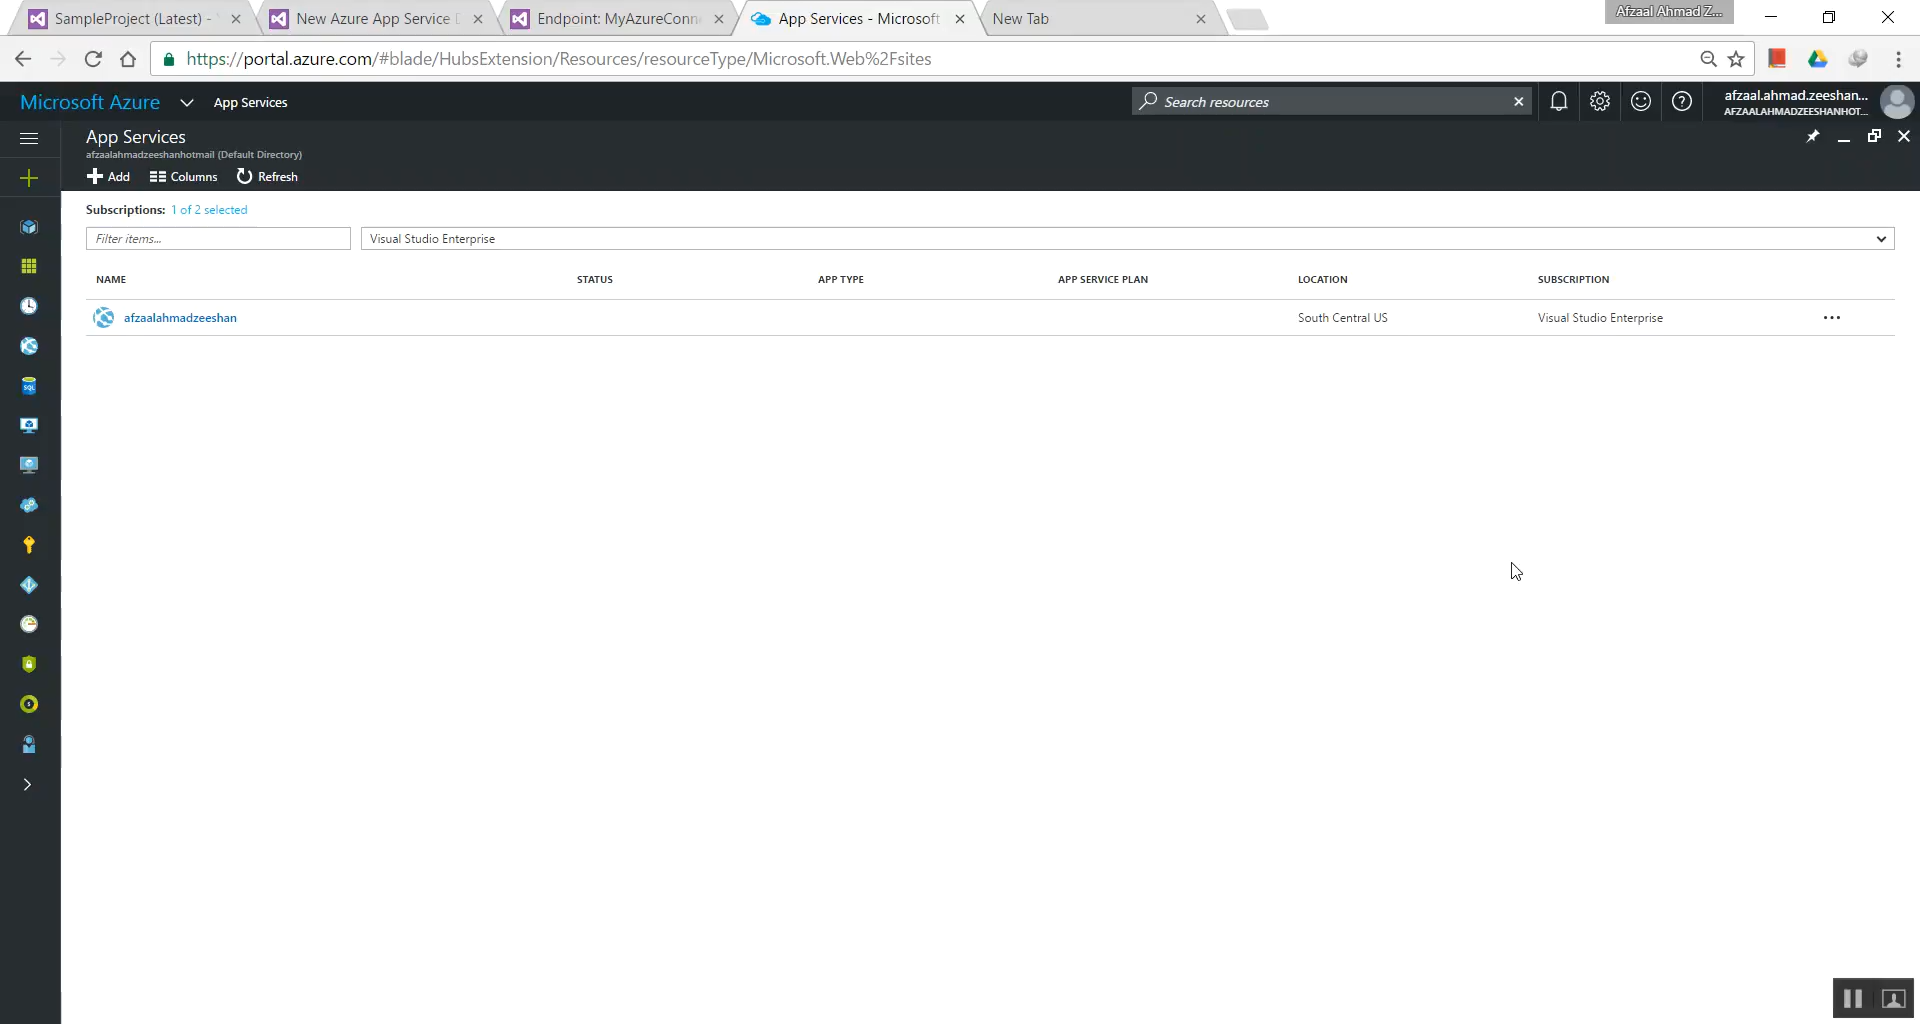 SampleProject (Latest) -
New Azure App Service
Endpoint: MyAzureConn
App Services - Microsoft
New Tab
Afzaal Ahmad Z...
https://portal.azure.com/#blade/HubsExtension/Resources/resourceType/Microsoft.Web%2Fsites
Microsoft Azure
App Services
Search resources
afzaal.ahmad.zeeshan...
AFZAALAHMADZEESHANHOT...
App Services
afzaalahmadzeeshanhotmail (Default Directory)
Add
Columns
Refresh
Subscriptions: 1 of 2 selected
Filter items...
Visual Studio Enterprise
NAME STATUS APP TYPE APP SERVICE PLAN LOCATION SUBSCRIPTION
afzaalahmadzeeshan South Central US Visual Studio Enterprise
SQL